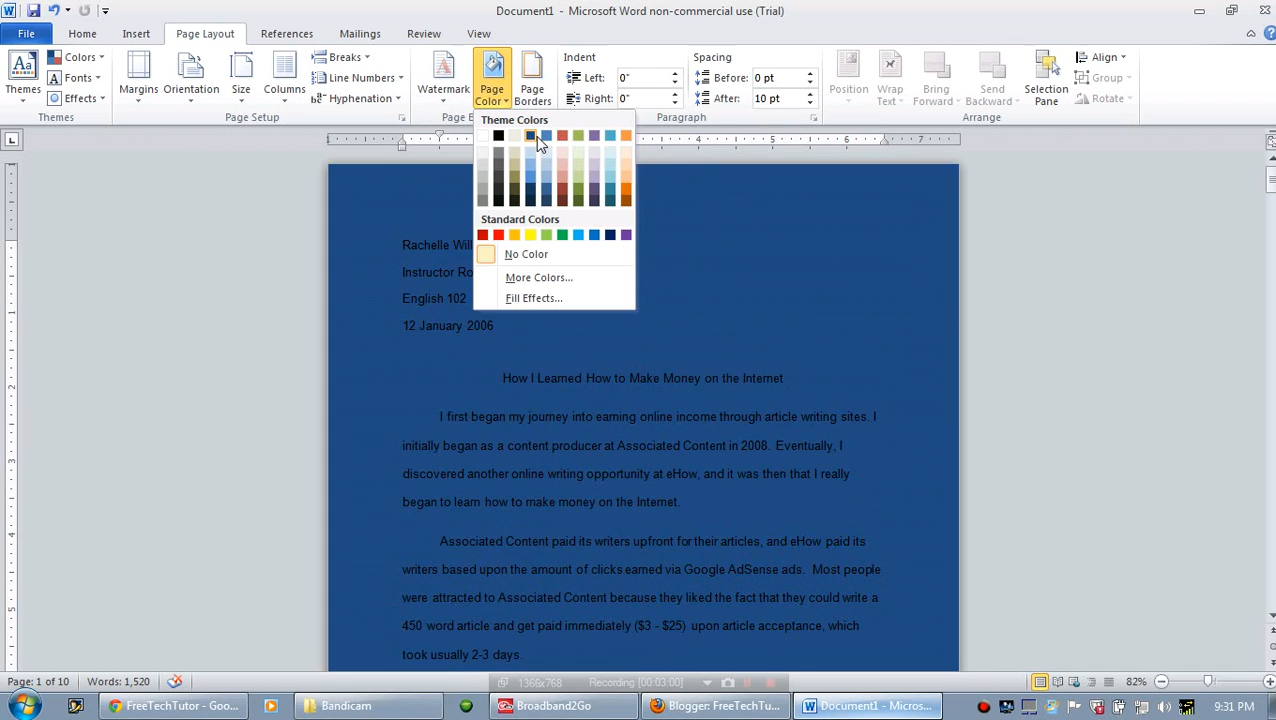 Document1 - Microsoft Word non-commercial use (Trial)
File Home Insert Page Layout References Mailings Review View
Themes Colors Fonts Effects
Margins Orientation Size Columns Breaks Line Numbers Hyphenation
Watermark Page Color Page Borders
Indent Spacing
Left: 0" Before: 0 pt
Right: 0" After: 10 pt
Position Wrap Text Bring Forward Send Backward Selection Pane Align Group Rotate
Themes Page Setup Page B Paragraph Arrange
Theme Colors
Standard Colors
No Color
More Colors...
Fill Effects...
Rachelle Will
Instructor Ro
English 102
12 January 2006
How I Learned How to Make Money on the Internet
I first began my journey into earning online income through article writing sites. I
initially began as a content producer at Associated Content in 2008. Eventually, I
discovered another online writing opportunity at eHow, and it was then that I really
began to learn how to make money on the Internet.
Associated Content paid its writers upfront for their articles, and eHow paid its
writers based upon the amount of clicks earned via Google AdSense ads. Most people
were attracted to Associated Content because they liked the fact that they could write a
450 word article and get paid immediately ($3 - $25) upon article acceptance, which
took usually 2-3 days.
Page: 1 of 10 Words: 1,520 1366x768 Recording [00:03:00] 82%
FreeTechTutor - Goo... Bandicam Broadband2Go Blogger: FreeTechTu... Document1 - Micros... 9:31 PM